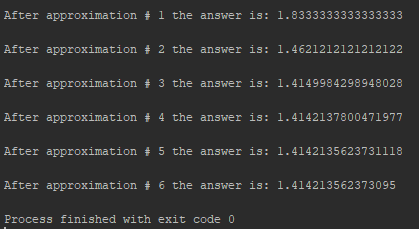 After approximation # 1 the answer is: 1.8333333333333333
After approximation # 2 the answer is: 1.4621212121212122
After approximation # 3 the answer is: 1.4149984298948028
After approximation # 4 the answer is: 1.4142137800471977
After approximation # 5 the answer is: 1.4142135623731118
After approximation # 6 the answer is: 1.414213562373095
Process finished with exit code 0